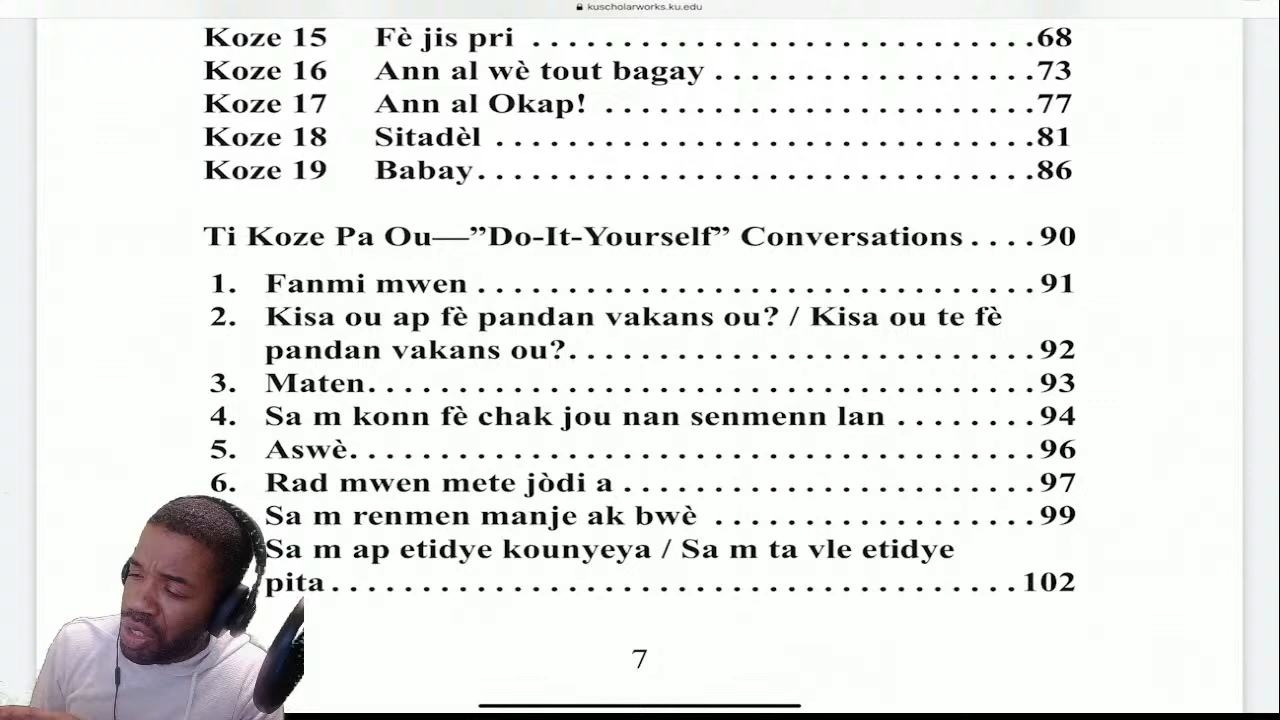 kuscholarworks.ku.edu
Koze 15 Fè jis pri ............................68
Koze 16 Ann al wè tout bagay ..................73
Koze 17 Ann al Okap! ........................77
Koze 18 Sitadèl ..............................81
Koze 19 Babay...............................86
Ti Koze Pa Ou—”Do-It-Yourself” Conversations....90
1. Fanmi mwen ................................91
2. Kisa ou ap fè pandan vakans ou? / Kisa ou te fè
pandan vakans ou?..........................92
3. Maten......................................93
4. Sa m konn fè chak jou nan senmenn lan .......94
5. Aswè.......................................96
6. Rad mwen mete jòdi a .......................97
Sa m renmen manje ak bwè ..................99
Sa m ap etidye kounyeya / Sa m ta vle etidye
pita.......................................102
7